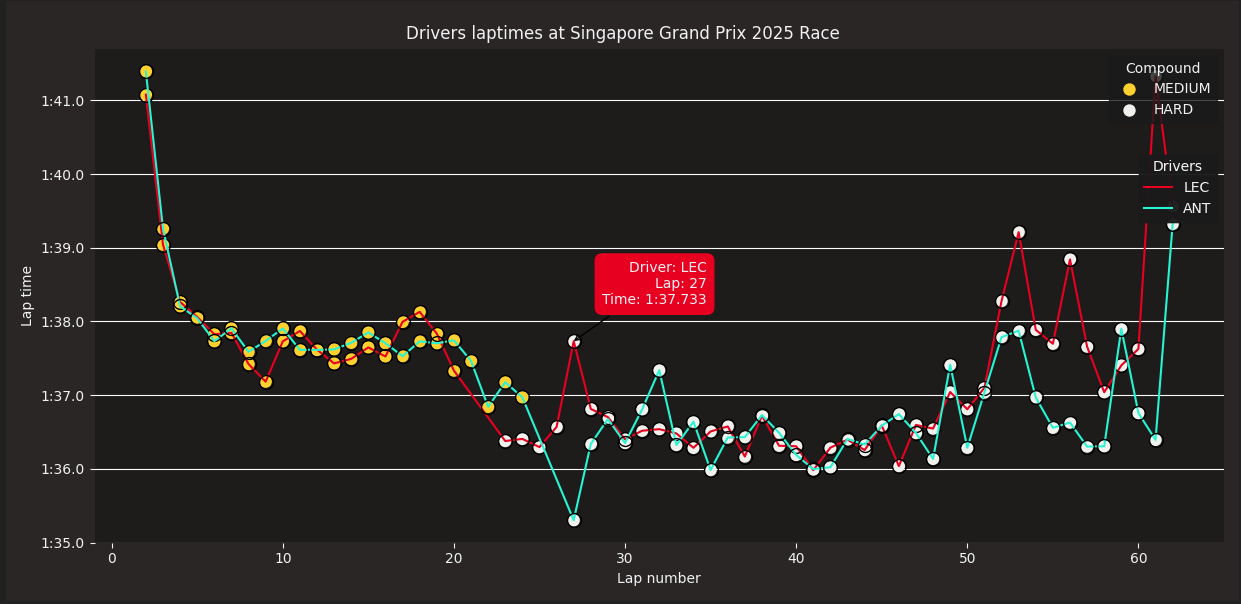 Drivers laptimes at Singapore Grand Prix 2025 Race
Compound
MEDIUM
HARD
Drivers
LEC
ANT
Driver: LEC
Lap: 27
Time: 1:37.733
Lap time
1:41.0
1:40.0
1:39.0
1:38.0
1:37.0
1:36.0
1:35.0
0 10 20 30 40 50 60
Lap number